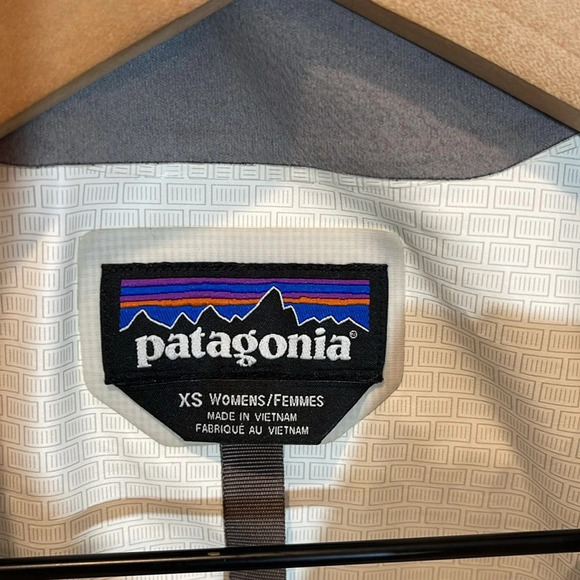 patagonia®
XS WOMENS/FEMMES
MADE IN VIETNAM
FABRIQUÉ AU VIETNAM